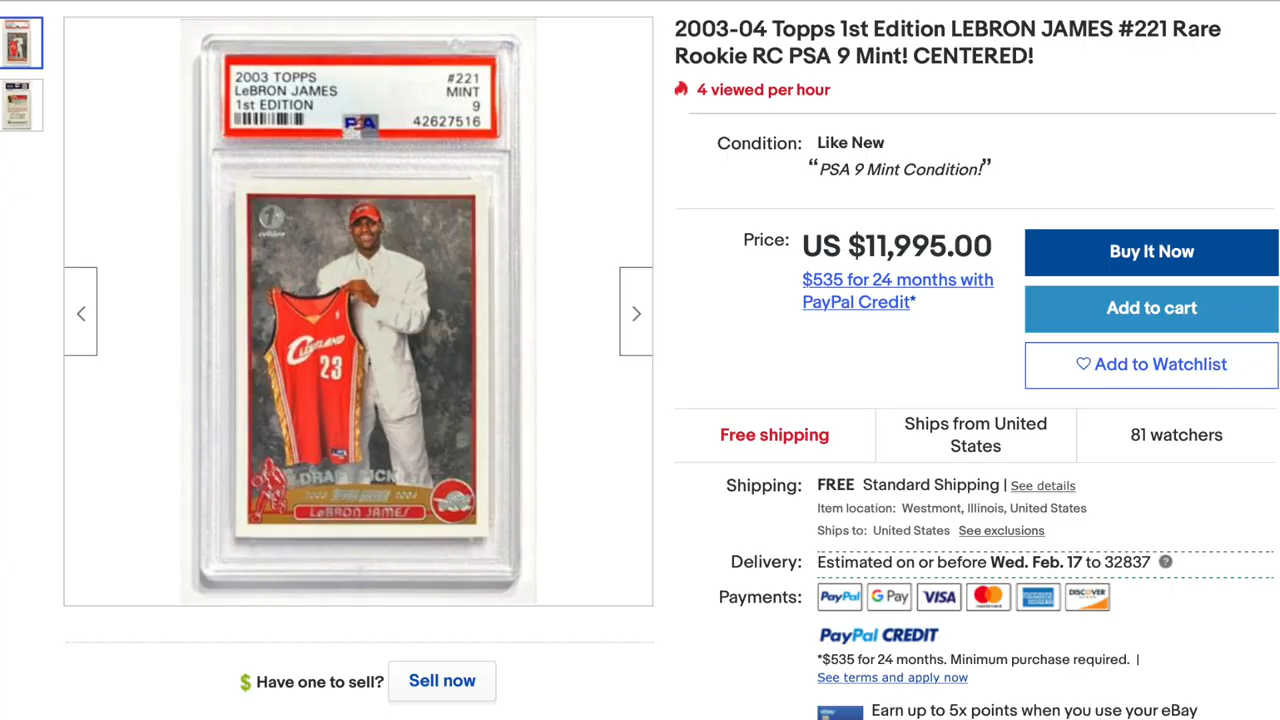 2003-04 Topps 1st Edition LEBRON JAMES #221 Rare
Rookie RC PSA 9 Mint! CENTERED!
4 viewed per hour
Condition: Like New
“PSA 9 Mint Condition!”
Price: US $11,995.00
$535 for 24 months with
PayPal Credit*
Buy It Now
Add to cart
Add to Watchlist
Free shipping
Ships from United
States
81 watchers
Shipping: FREE Standard Shipping | See details
Item location: Westmont, Illinois, United States
Ships to: United States See exclusions
Delivery: Estimated on or before Wed. Feb. 17 to 32837 ?
Payments: PayPal G Pay VISA MasterCard AMERICAN EXPRESS DISCOVER
PayPal CREDIT
*$535 for 24 months. Minimum purchase required. |
See terms and apply now
Earn up to 5x points when you use your eBay
2003 TOPPS #221
LeBRON JAMES MINT
1st EDITION 9
PSA 42627516
1st
edition
CLEVELAND
23
DRAFT PICK
2003 2004
LeBRON JAMES
$ Have one to sell? Sell now